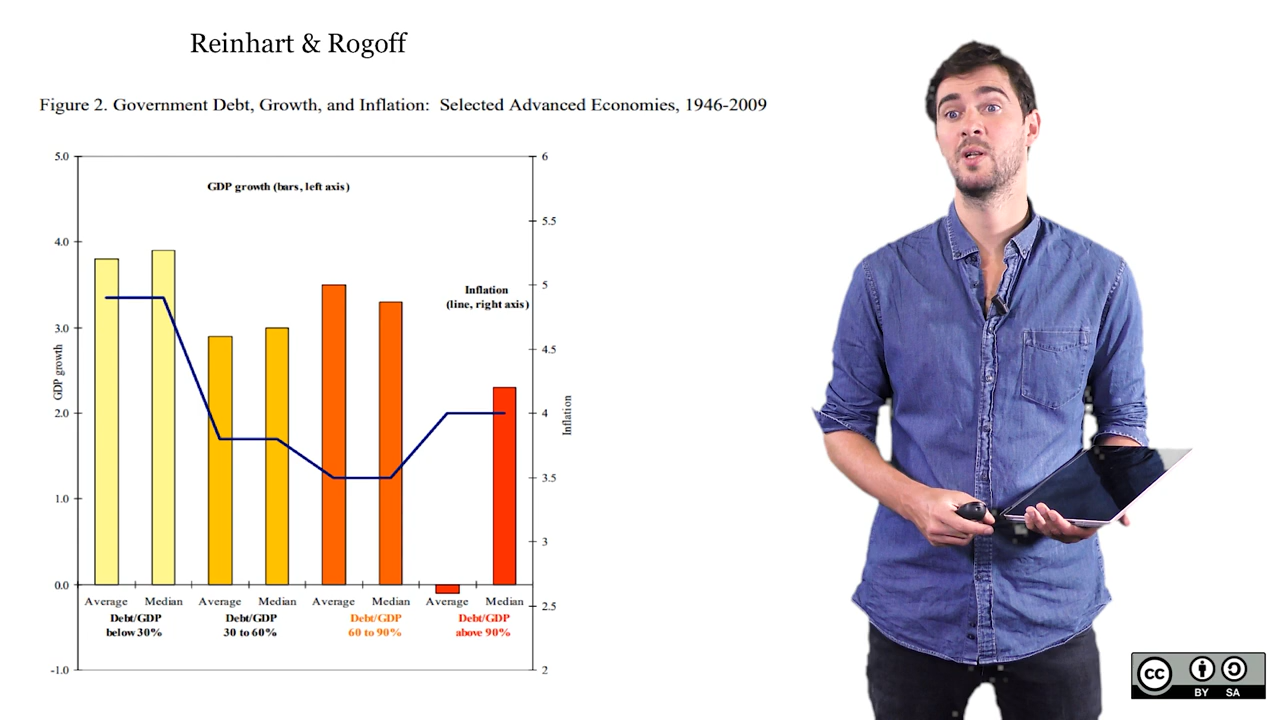 Reinhart & Rogoff
Figure 2. Government Debt, Growth, and Inflation: Selected Advanced Economies, 1946-2009
5.0
6
GDP growth (bars, left axis)
5.5
4.0
5
Inflation
(line, right axis)
3.0
4.5
GDP growth
2.0
4
Inflation
1.0
3.5
3
0.0
Average Median Average Median Average Median Average Median
2.5
Debt/GDP Debt/GDP Debt/GDP Debt/GDP
below 30% 30 to 60% 60 to 90% above 90%
-1.0
2
cc
BY SA